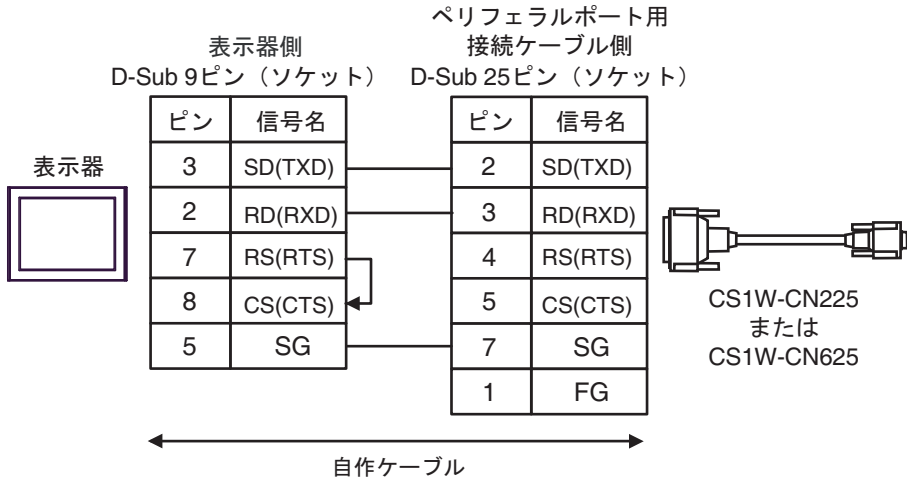 ペリフェラルポート用
表示器側 接続ケーブル側
D-Sub 9ピン（ソケット） D-Sub 25ピン（ソケット）
表示器
ピン 信号名 ピン 信号名
3 SD(TXD) 2 SD(TXD)
2 RD(RXD) 3 RD(RXD)
7 RS(RTS) 4 RS(RTS)
8 CS(CTS) 5 CS(CTS)
5 SG 7 SG
1 FG
CS1W-CN225
または
CS1W-CN625
自作ケーブル